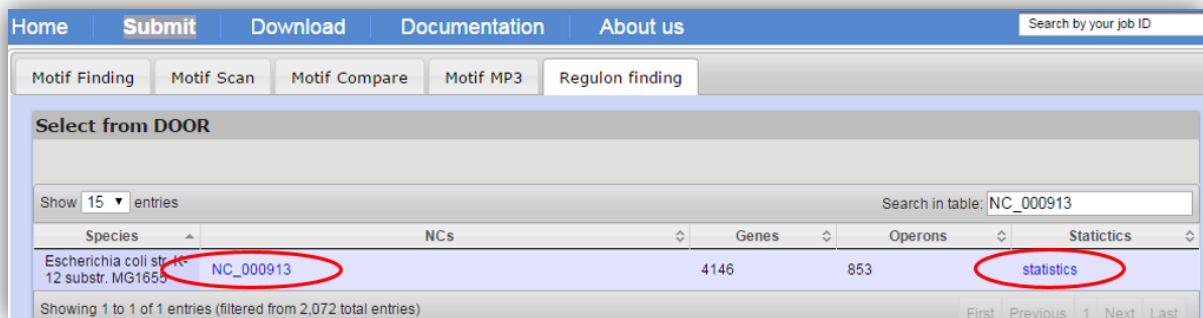 Home Submit Download Documentation About us Search by your job ID
Motif Finding Motif Scan Motif Compare Motif MP3 Regulon finding
Select from DOOR
Show 15 entries Search in table: NC_000913
Species NCs Genes Operons Statictics
Escherichia coli str. K-
12 substr. MG1655 NC_000913 4146 853 statistics
Showing 1 to 1 of 1 entries (filtered from 2,072 total entries) First Previous 1 Next Last